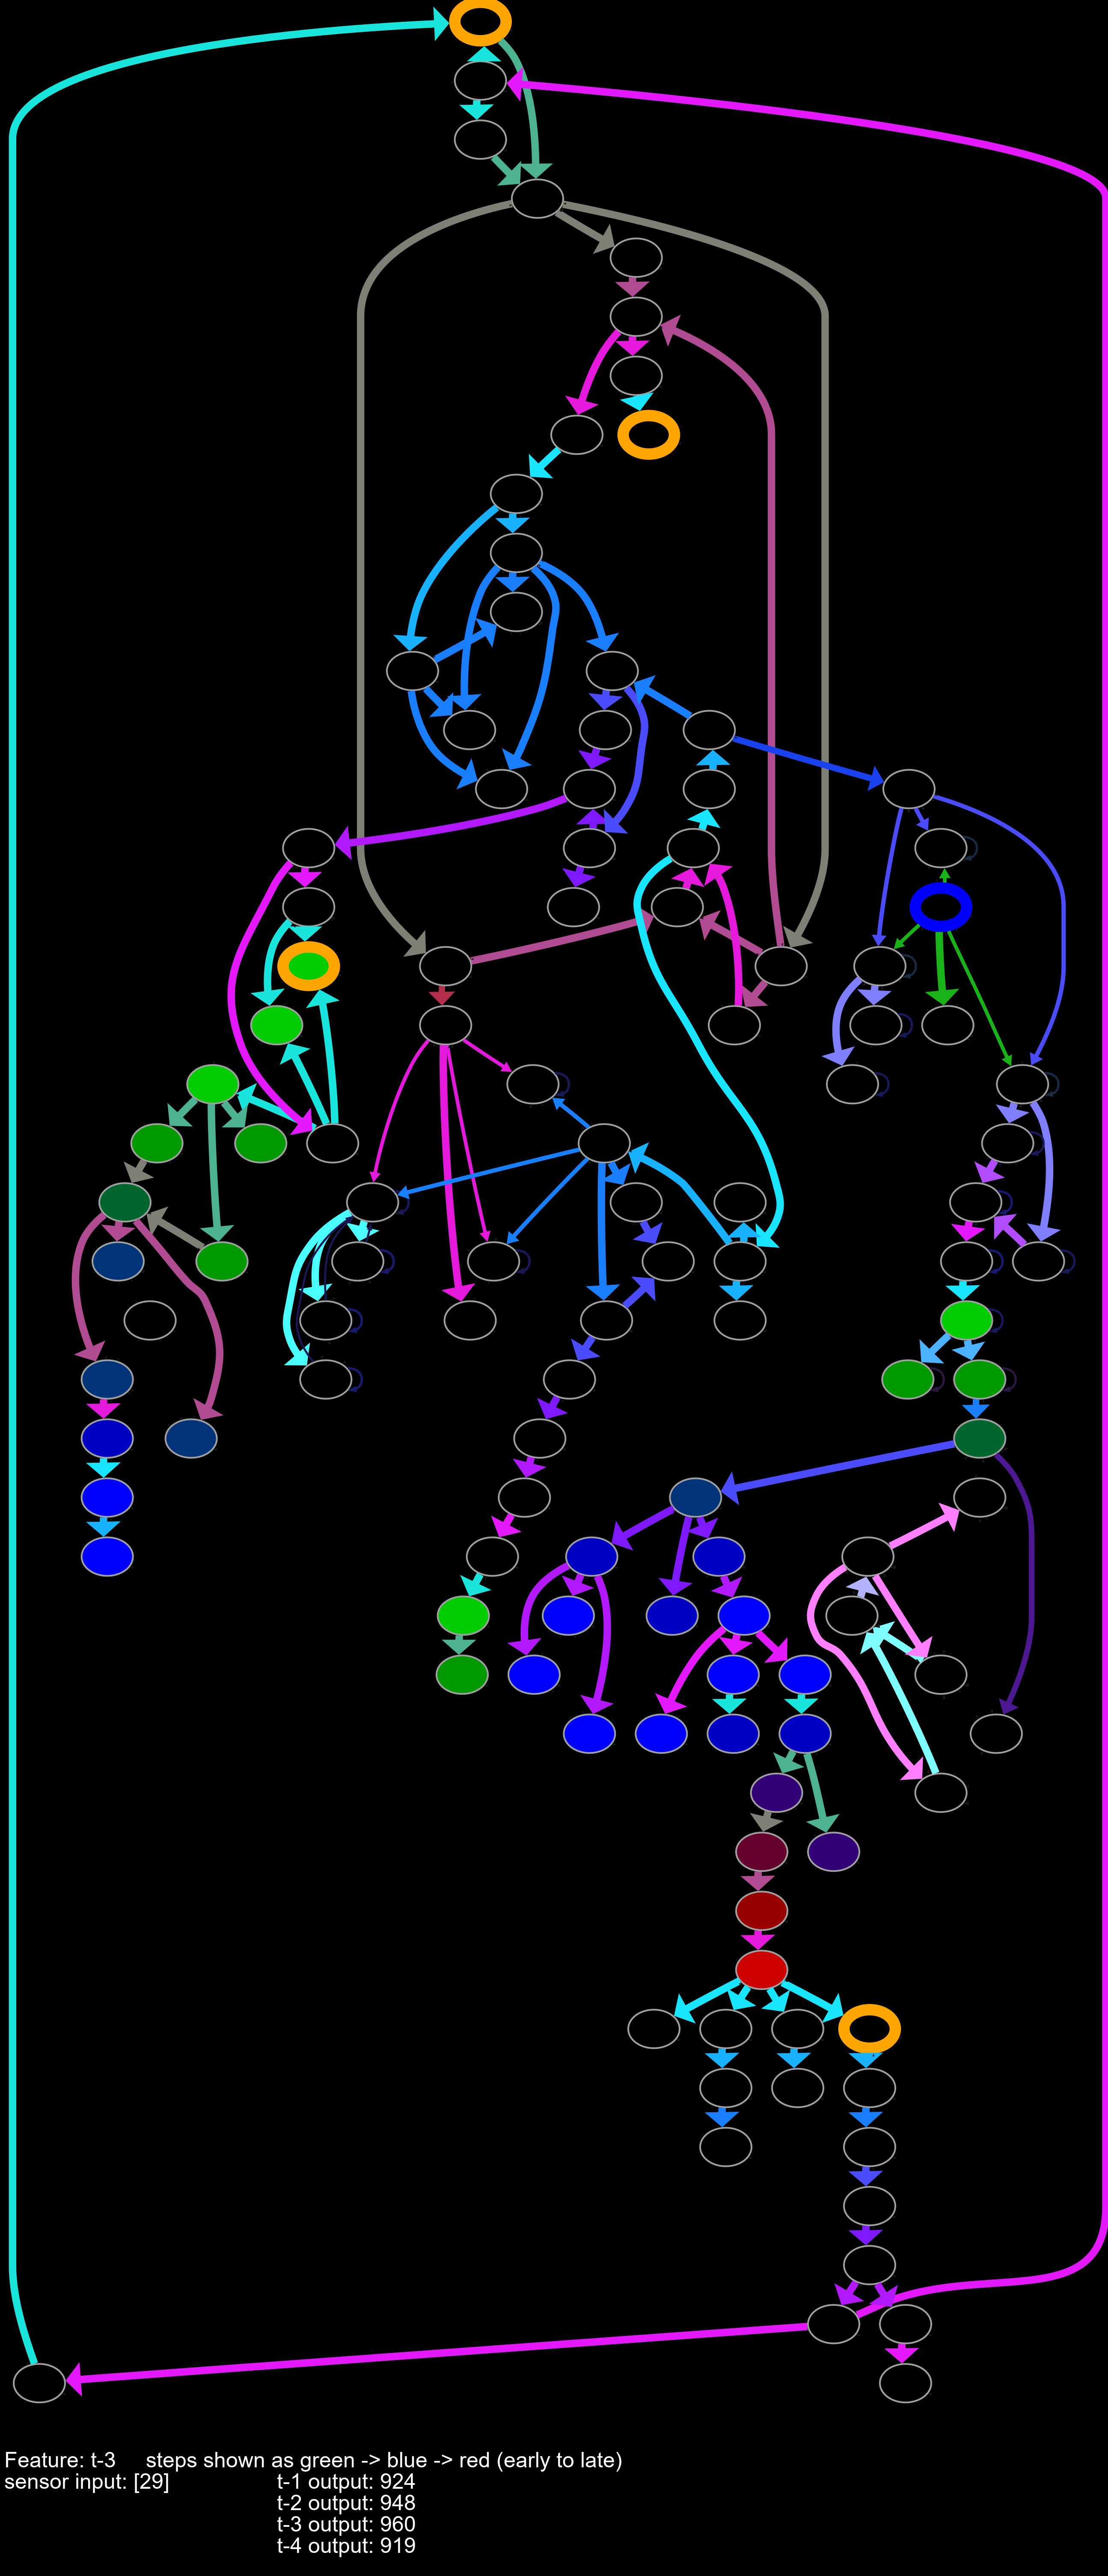 Feature: t-3     steps shown as green -> blue -> red (early to late)
sensor input: [29]     t-1 output: 924
t-2 output: 948
t-3 output: 960
t-4 output: 919